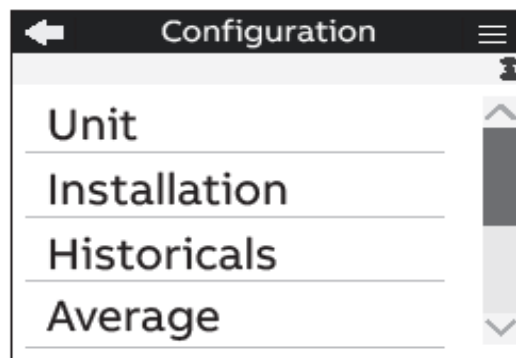 Configuration
Unit
Installation
Historicals
Average